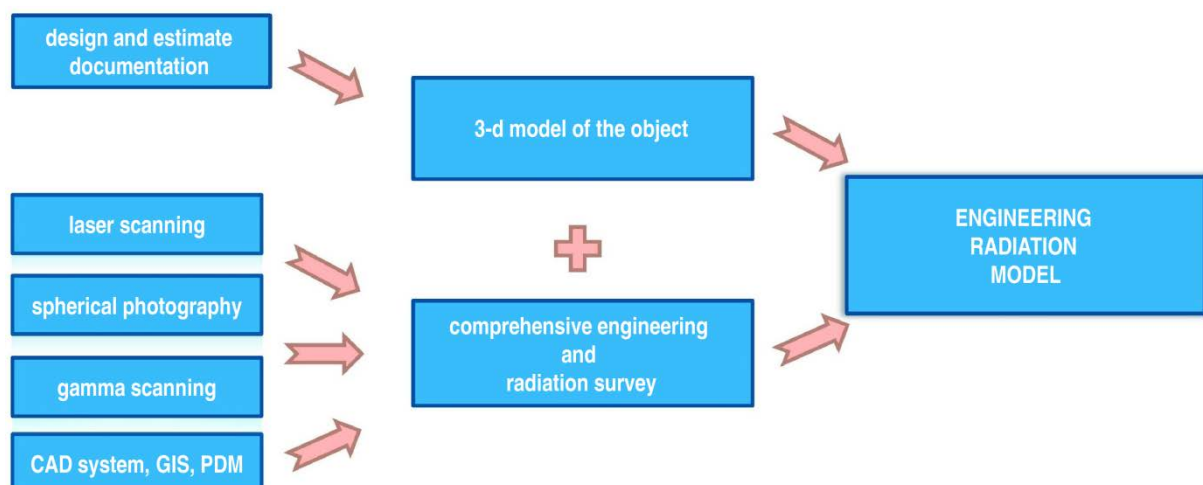 design and estimate
documentation
3-d model of the object
laser scanning
spherical photography
gamma scanning
CAD system, GIS, PDM
comprehensive engineering
and
radiation survey
ENGINEERING
RADIATION
MODEL